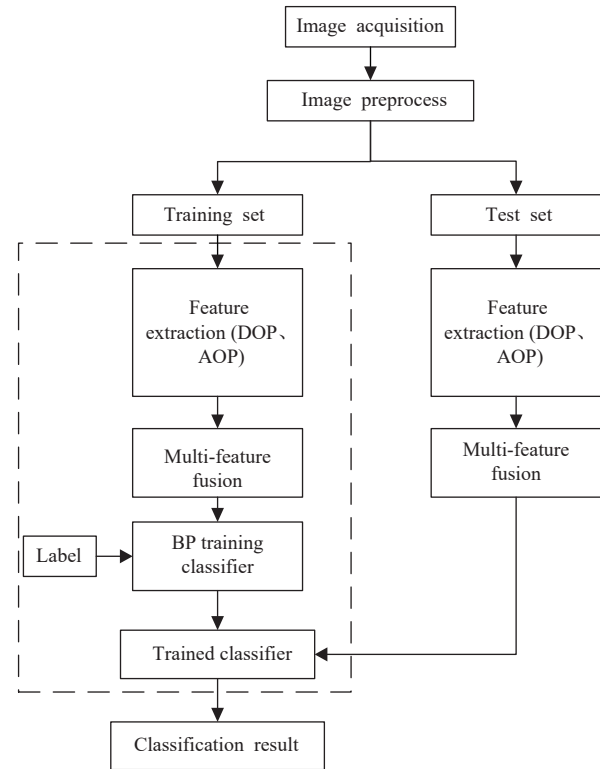 Image acquisition
Image preprocess
Training set
Test set
Feature
extraction (DOP、
AOP)
Feature
extraction (DOP、
AOP)
Multi-feature
fusion
Multi-feature
fusion
Label
BP training
classifier
Trained classifier
Classification result